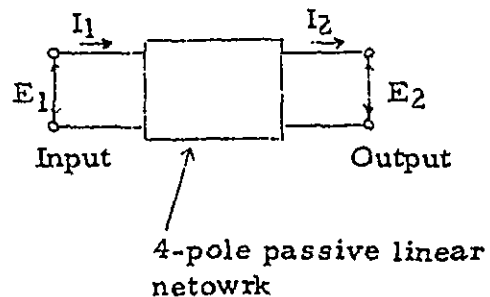 I1 I2
E1 E2
Input Output
4-pole passive linear
netowrk